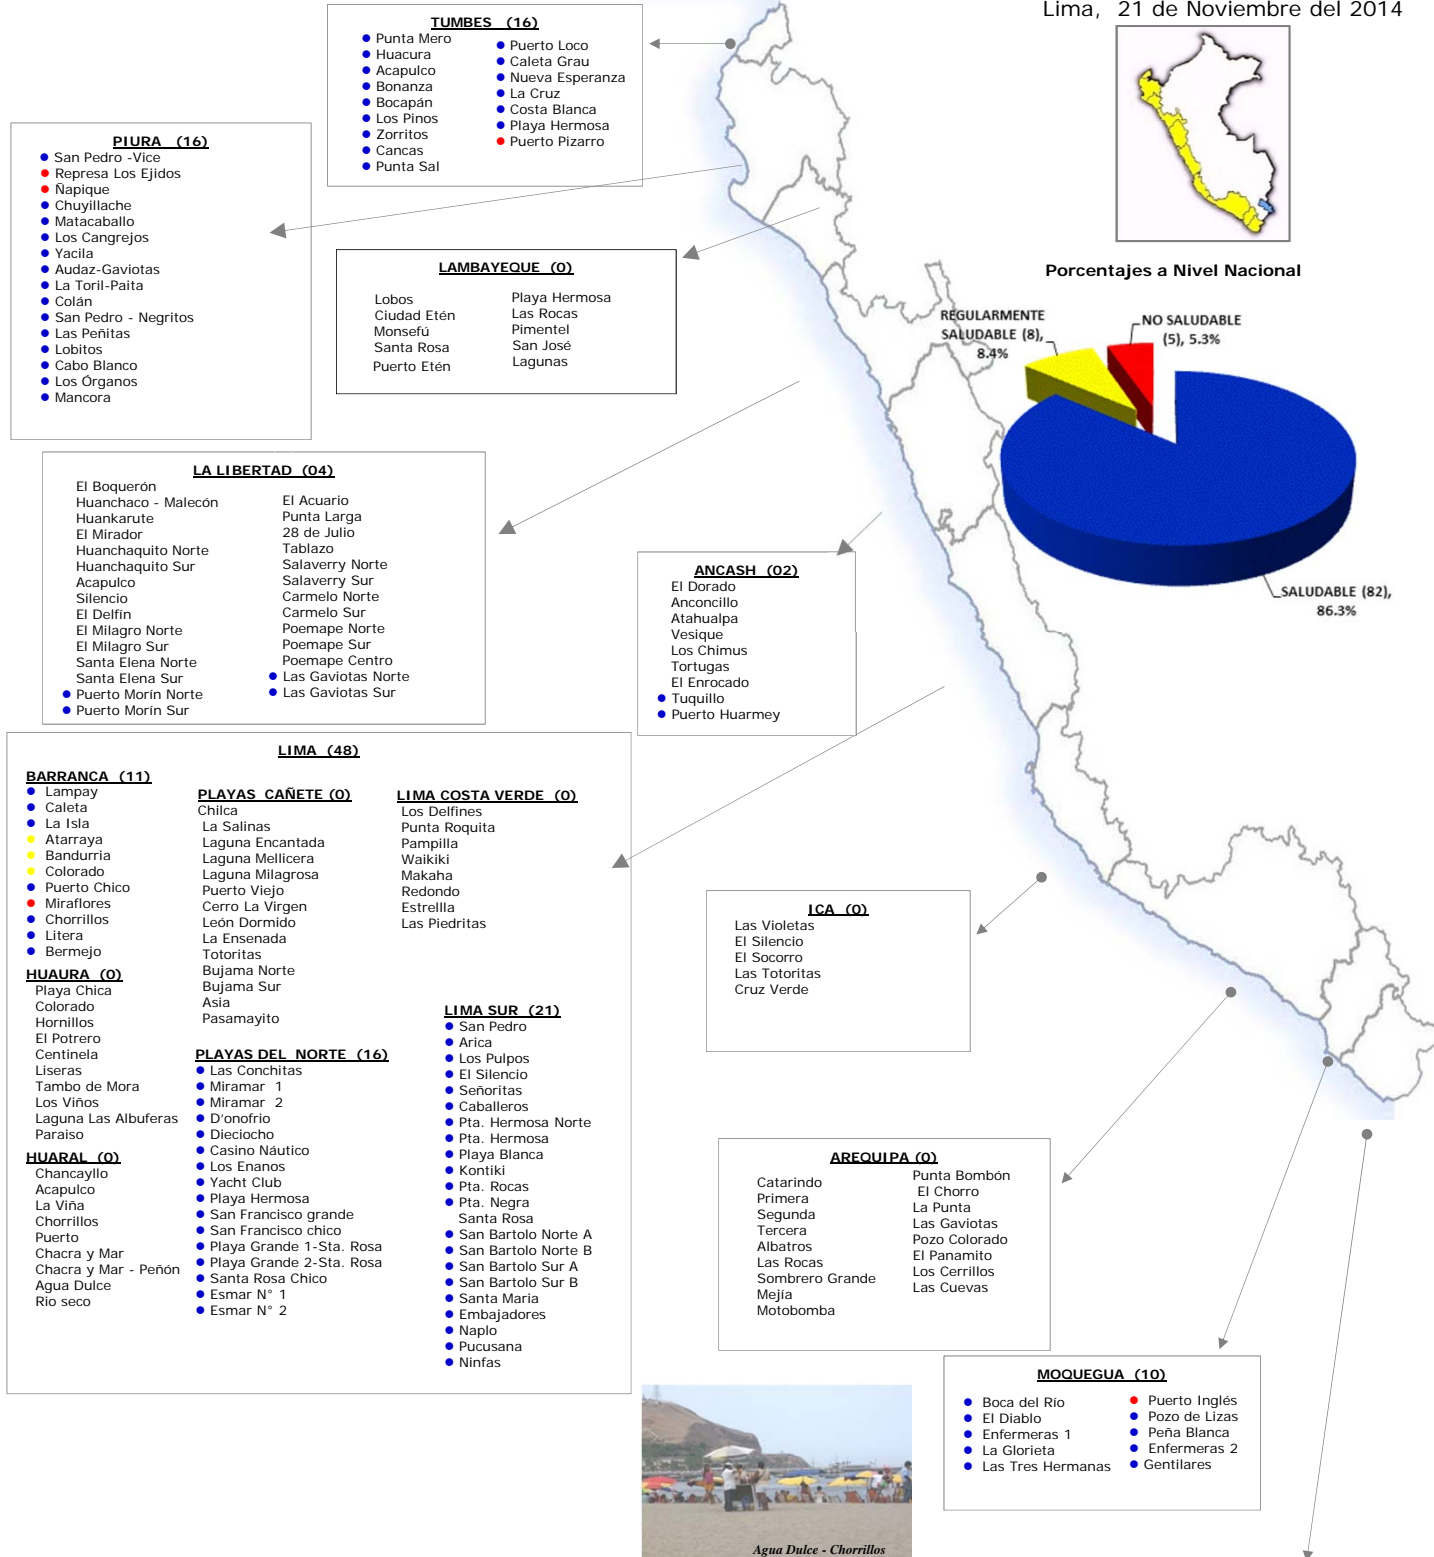 Lima, 21 de Noviembre del 2014
TUMBES (16)
Punta Mero
Huacura
Acapulco
Bonanza
Bocapán
Los Pinos
Zorritos
Cancas
Punta Sal
Puerto Loco
Caleta Grau
Nueva Esperanza
La Cruz
Costa Blanca
Playa Hermosa
Puerto Pizarro
PIURA (16)
San Pedro -Vice
Represa Los Ejidos
Ñapique
Chuyillache
Matacaballo
Los Cangrejos
Yacila
Audaz-Gaviotas
La Toril-Paita
Colán
San Pedro - Negritos
Las Peñitas
Lobitos
Cabo Blanco
Los Órganos
Mancora
LAMBAYEQUE (0)
Lobos
Ciudad Etén
Monsefú
Santa Rosa
Puerto Etén
Playa Hermosa
Las Rocas
Pimentel
San José
Lagunas
Porcentajes a Nivel Nacional
REGULARMENTE
SALUDABLE (8),
8.4%
NO SALUDABLE
(5), 5.3%
SALUDABLE (82),
86.3%
LA LIBERTAD (04)
El Boquerón
Huanchaco - Malecón
Huankarute
El Mirador
Huanchaquito Norte
Huanchaquito Sur
Acapulco
Silencio
El Delfín
El Milagro Norte
El Milagro Sur
Santa Elena Norte
Santa Elena Sur
Puerto Morín Norte
Puerto Morín Sur
El Acuario
Punta Larga
28 de Julio
Tablazo
Salaverry Norte
Salaverry Sur
Carmelo Norte
Carmelo Sur
Poemape Norte
Poemape Sur
Poemape Centro
Las Gaviotas Norte
Las Gaviotas Sur
ANCASH (02)
El Dorado
Anconcillo
Atahualpa
Vesique
Los Chimus
Tortugas
El Enrocado
Tuquillo
Puerto Huarmey
LIMA (48)
BARRANCA (11)
Lampay
Caleta
La Isla
Atarraya
Bandurria
Colorado
Puerto Chico
Miraflores
Chorrillos
Litera
Bermejo
HUAURA (0)
Playa Chica
Colorado
Hornillos
El Potrero
Centinela
Liseras
Tambo de Mora
Los Viños
Laguna Las Albuferas
Paraiso
HUARAL (0)
Chancayllo
Acapulco
La Viña
Chorrillos
Puerto
Chacra y Mar
Chacra y Mar - Peñón
Agua Dulce
Rio seco
PLAYAS CAÑETE (0)
Chilca
La Salinas
Laguna Encantada
Laguna Mellicera
Laguna Milagrosa
Puerto Viejo
Cerro La Virgen
León Dormido
La Ensenada
Totoritas
Bujama Norte
Bujama Sur
Asia
Pasamayito
PLAYAS DEL NORTE (16)
Las Conchitas
Miramar 1
Miramar 2
D'onofrio
Dieciocho
Casino Náutico
Los Enanos
Yacht Club
Playa Hermosa
San Francisco grande
San Francisco chico
Playa Grande 1-Sta. Rosa
Playa Grande 2-Sta. Rosa
Santa Rosa Chico
Esmar N° 1
Esmar N° 2
LIMA COSTA VERDE (0)
Los Delfines
Punta Roquita
Pampilla
Waikiki
Makaha
Redondo
Estrellla
Las Piedritas
LIMA SUR (21)
San Pedro
Arica
Los Pulpos
El Silencio
Señoritas
Caballeros
Pta. Hermosa Norte
Pta. Hermosa
Playa Blanca
Kontiki
Pta. Rocas
Pta. Negra
Santa Rosa
San Bartolo Norte A
San Bartolo Norte B
San Bartolo Sur A
San Bartolo Sur B
Santa Maria
Embajadores
Naplo
Pucusana
Ninfas
ICA (0)
Las Violetas
El Silencio
El Socorro
Las Totoritas
Cruz Verde
AREQUIPA (0)
Catarindo
Primera
Segunda
Tercera
Albatros
Las Rocas
Sombrero Grande
Mejía
Motobomba
Punta Bombón
El Chorro
La Punta
Las Gaviotas
Pozo Colorado
El Panamito
Los Cerrillos
Las Cuevas
MOQUEGUA (10)
Boca del Río
El Diablo
Enfermeras 1
La Glorieta
Las Tres Hermanas
Puerto Inglés
Pozo de Lizas
Peña Blanca
Enfermeras 2
Gentilares
Agua Dulce - Chorrillos